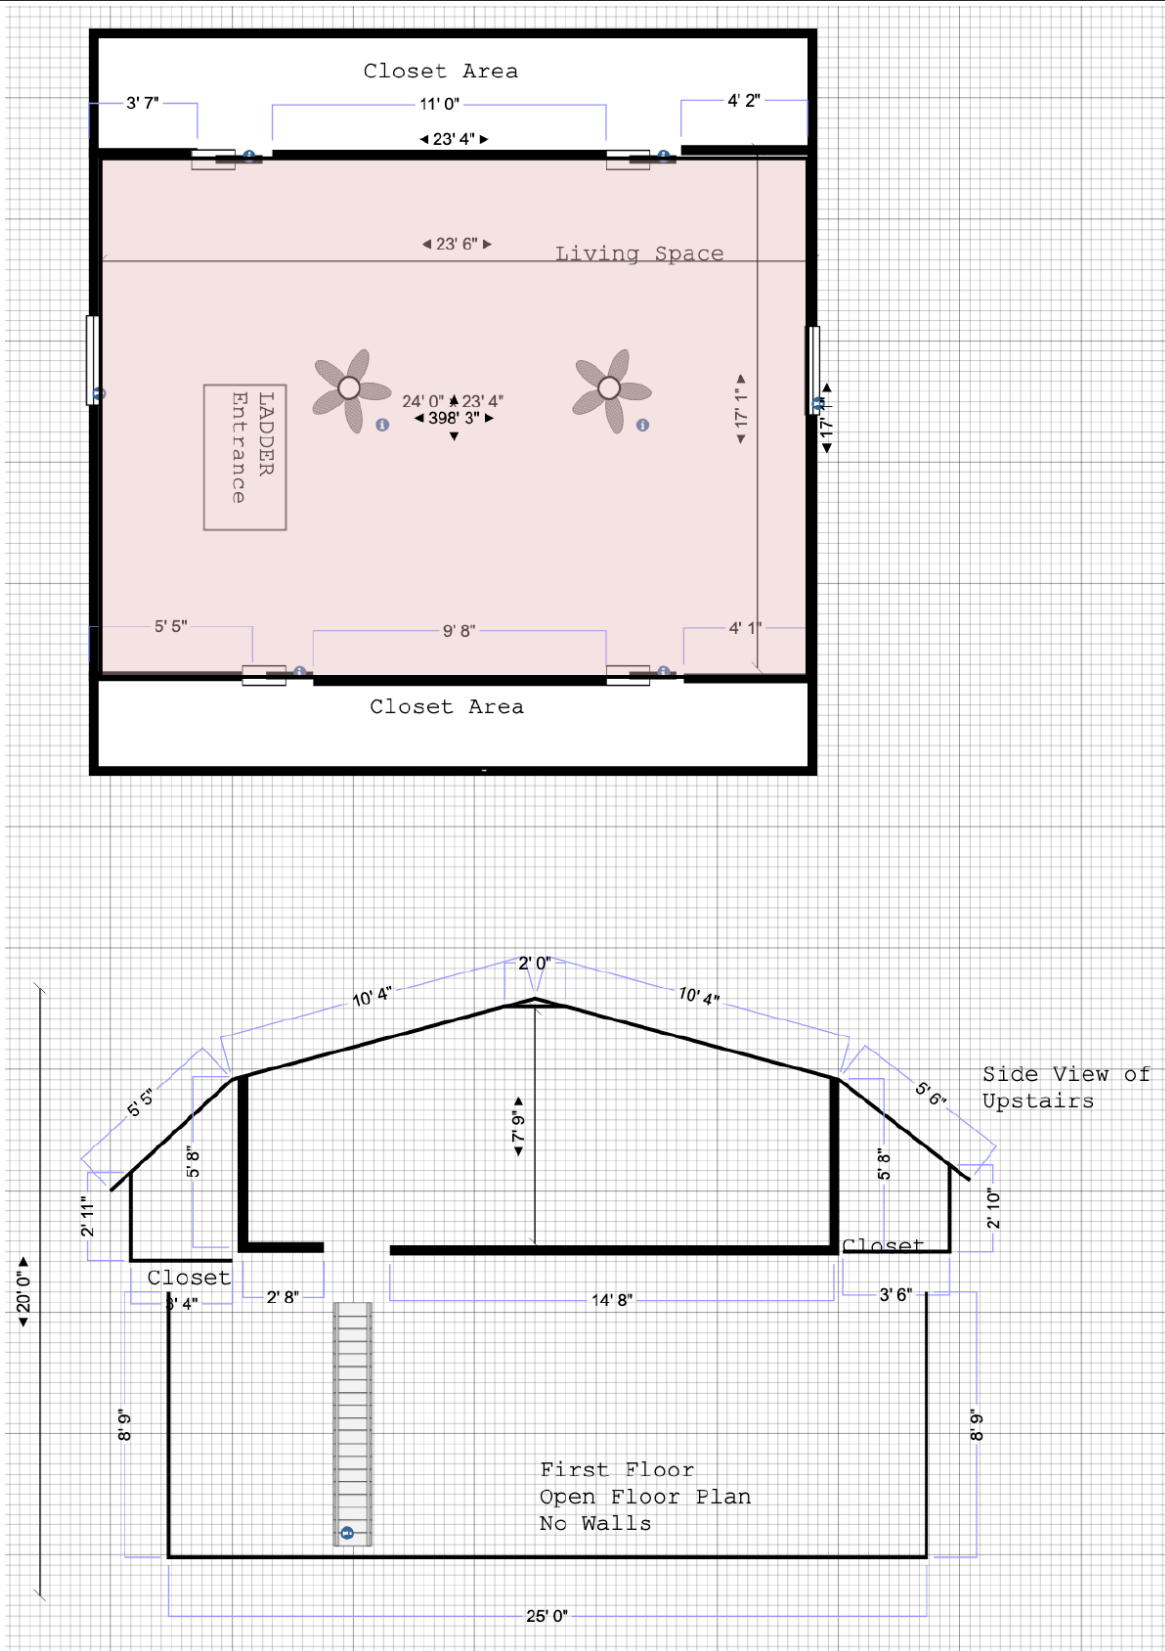 Closet Area
3' 7"
11' 0"
4' 2"
23' 4"
23' 6"
Living Space
LADDER
Entrance
24' 0" x 23' 4"
398' 3"
17' 1"
17'
5' 5"
9' 8"
4' 1"
Closet Area
2' 0"
10' 4"
10' 4"
5' 5"
5' 6"
Side View of
Upstairs
7' 9"
5' 8"
5' 8"
2' 11"
2' 10"
Closet
Closet
3' 4"
2' 8"
14' 8"
3' 6"
20' 0"
8' 9"
8' 9"
First Floor
Open Floor Plan
No Walls
25' 0"